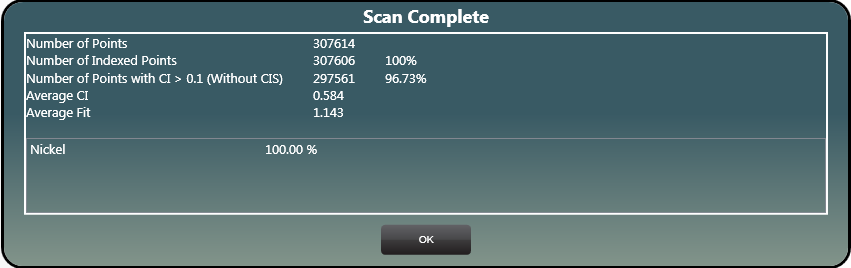 Scan Complete
Number of Points 307614
Number of Indexed Points 307606 100%
Number of Points with CI > 0.1 (Without CIS) 297561 96.73%
Average CI 0.584
Average Fit 1.143
Nickel 100.00 %
OK